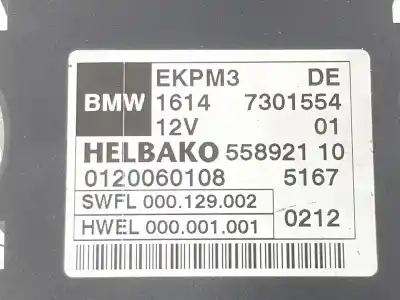 BMW EKPM3 DE
1614 7301554
12V 01
HELBAKO 558921 10
0120060108 5167
SWFL 000.129.002
HWEL 000.001.001 0212